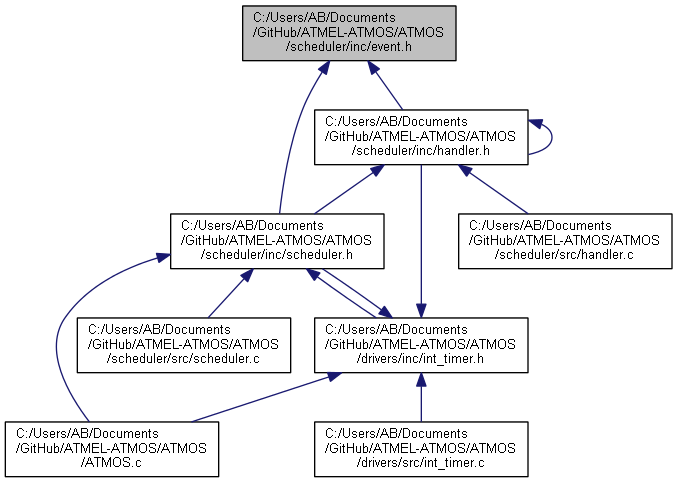 C:/Users/AB/Documents
/GitHub/ATMEL-ATMOS/ATMOS
/scheduler/inc/event.h
C:/Users/AB/Documents
/GitHub/ATMEL-ATMOS/ATMOS
/scheduler/inc/handler.h
C:/Users/AB/Documents
/GitHub/ATMEL-ATMOS/ATMOS
/scheduler/inc/scheduler.h
C:/Users/AB/Documents
/GitHub/ATMEL-ATMOS/ATMOS
/scheduler/src/handler.c
C:/Users/AB/Documents
/GitHub/ATMEL-ATMOS/ATMOS
/scheduler/src/scheduler.c
C:/Users/AB/Documents
/GitHub/ATMEL-ATMOS/ATMOS
/drivers/inc/int_timer.h
C:/Users/AB/Documents
/GitHub/ATMEL-ATMOS/ATMOS
/ATMOS.c
C:/Users/AB/Documents
/GitHub/ATMEL-ATMOS/ATMOS
/drivers/src/int_timer.c